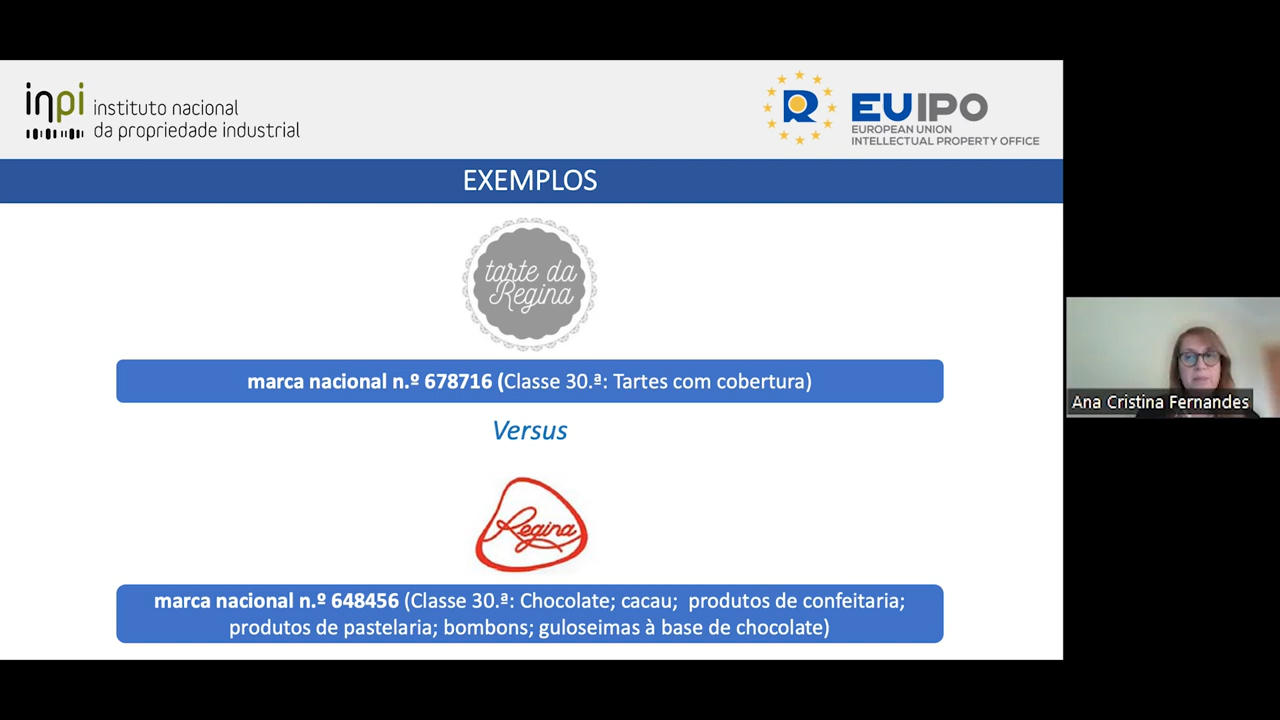 inpi instituto nacional
da propriedade industrial
R
EUIPO
EUROPEAN UNION
INTELLECTUAL PROPERTY OFFICE
EXEMPLOS
tarte da
Regina
marca nacional n.º 678716 (Classe 30.ª: Tartes com cobertura)
Versus
Regina
marca nacional n.º 648456 (Classe 30.ª: Chocolate; cacau; produtos de confeitaria;
produtos de pastelaria; bombons; guloseimas à base de chocolate)
Ana Cristina Fernandes